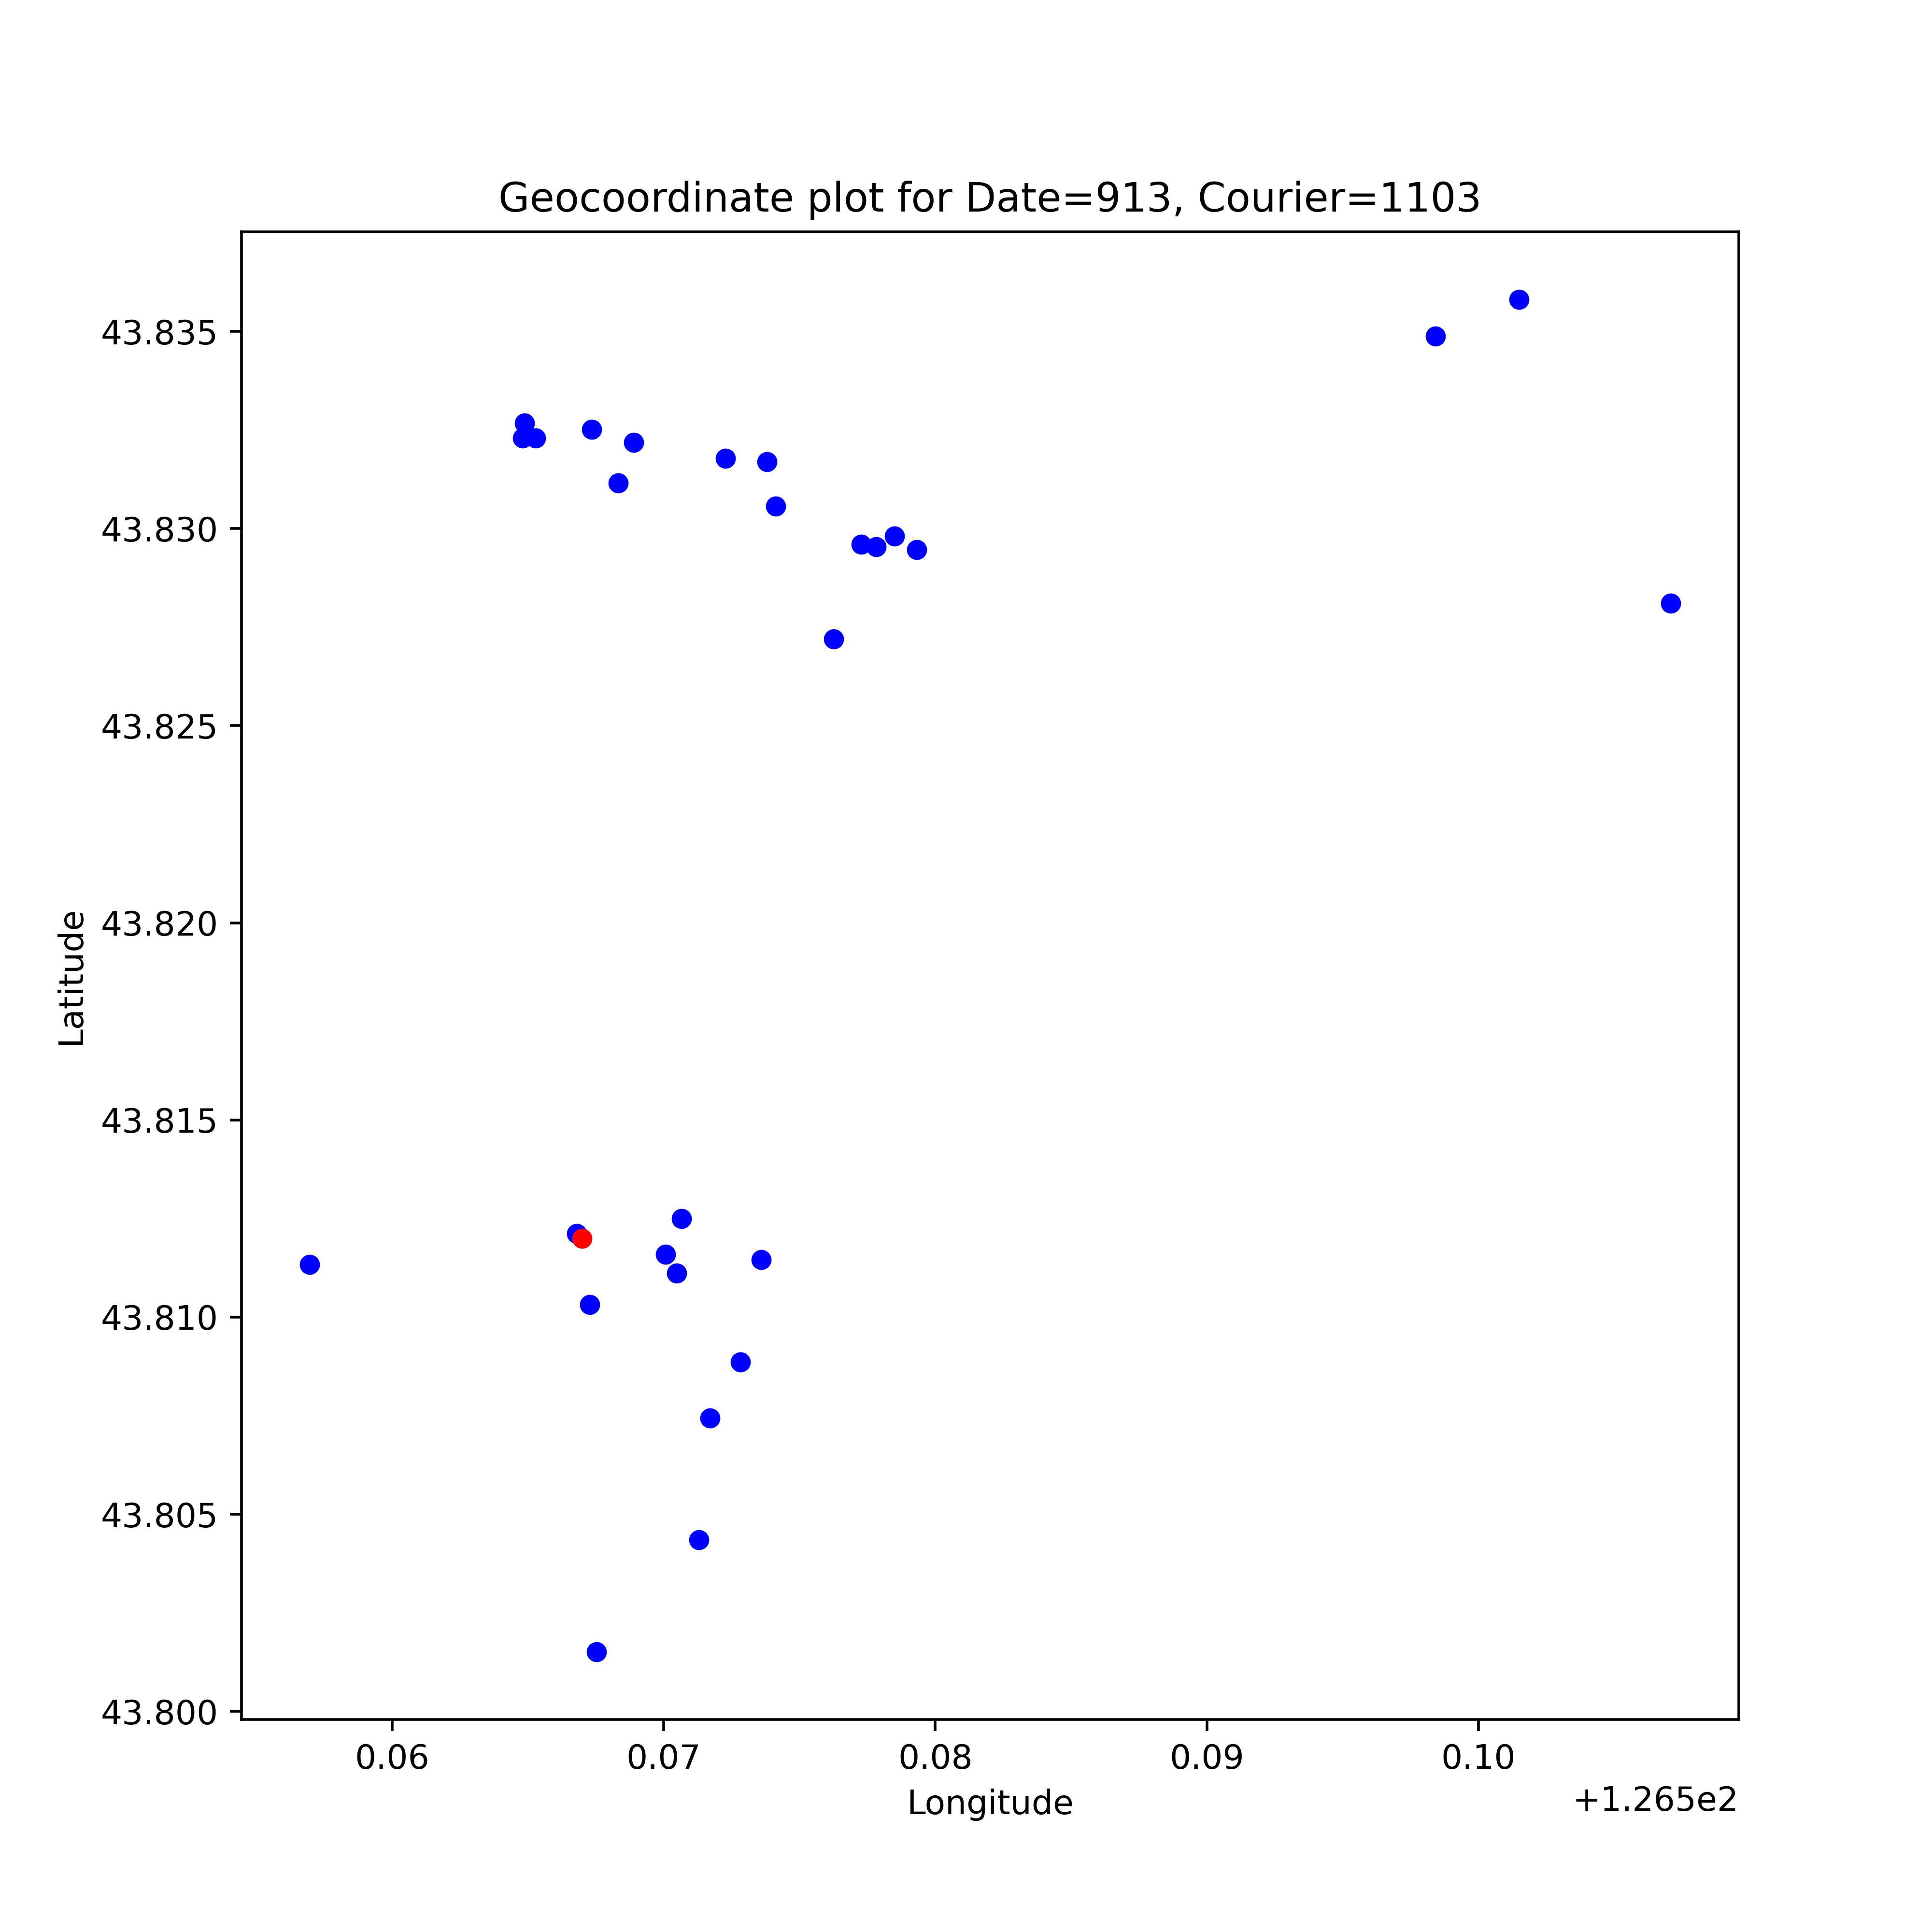 Geocoordinate plot for Date=913, Courier=1103
43.835
43.830
43.825
43.820
43.815
43.810
43.805
43.800
Latitude
0.06 0.07 0.08 0.09 0.10
Longitude
+1.265e2